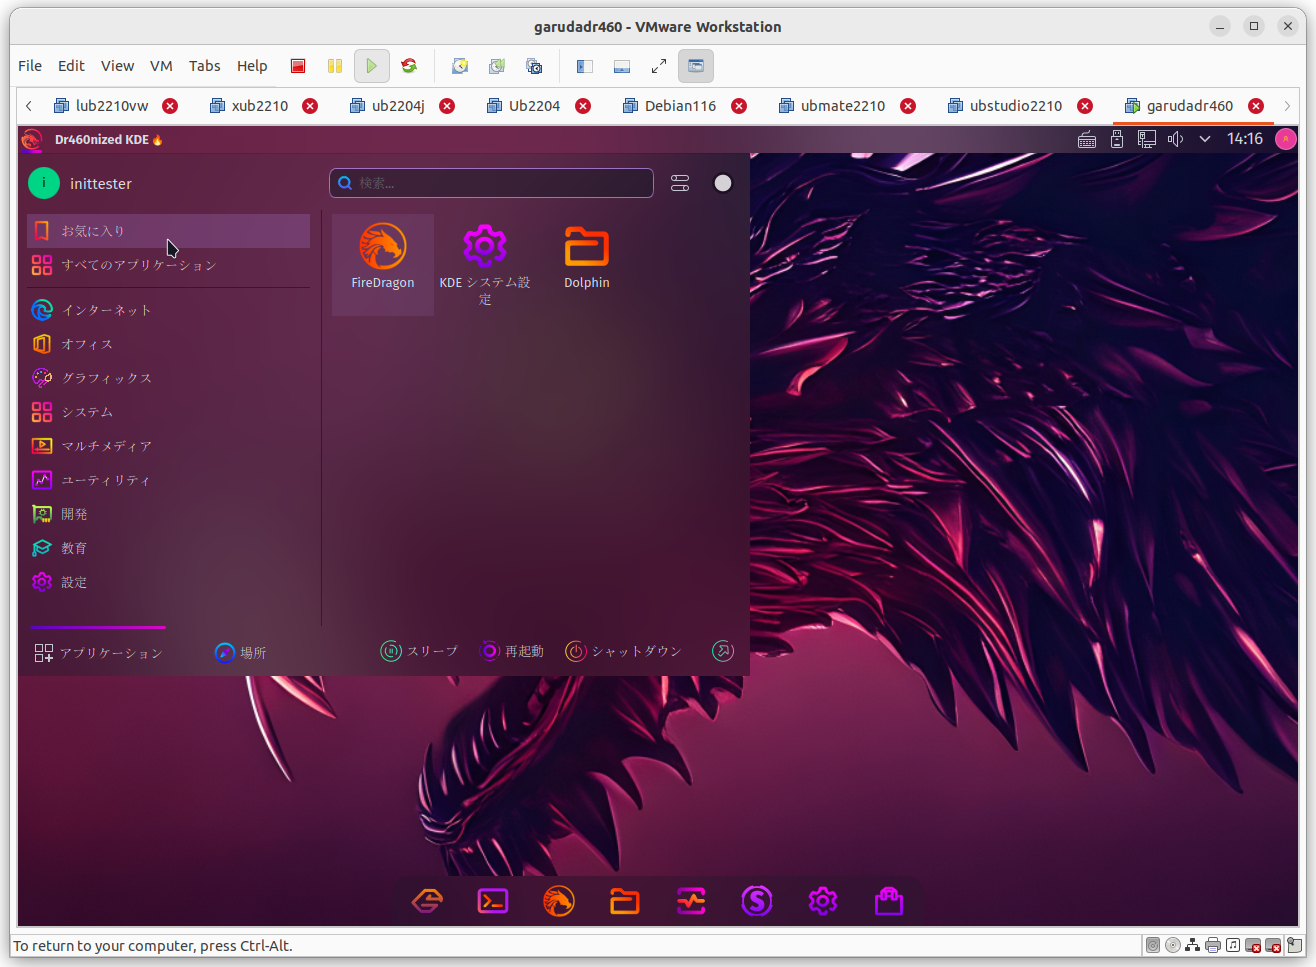 garudadr460 - VMware Workstation
File Edit View VM Tabs Help
lub2210vw xub2210 ub2204j Ub2204 Debian116 ubmate2210 ubstudio2210 garudadr460
Dr460nized KDE🔥 14:16
i inittester 検索...
お気に入り
すべてのアプリケーション
インターネット
オフィス
グラフィックス
システム
マルチメディア
ユーティリティ
開発
教育
設定
FireDragon KDE システム設 Dolphin
定
アプリケーション 場所 スリープ 再起動 シャットダウン
To return to your computer, press Ctrl-Alt.